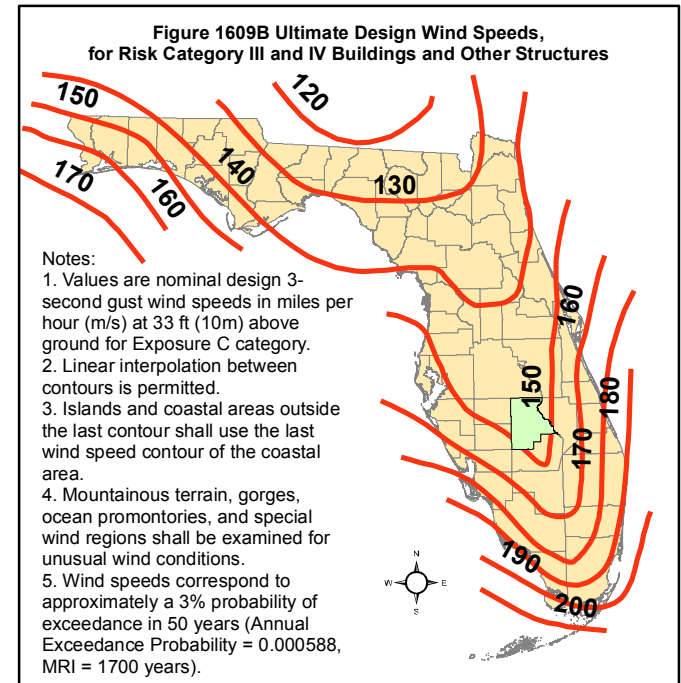 Figure 1609B Ultimate Design Wind Speeds,
for Risk Category III and IV Buildings and Other Structures
150
120
140
130
170
160
Notes:
1. Values are nominal design 3-
second gust wind speeds in miles per
hour (m/s) at 33 ft (10m) above
ground for Exposure C category.
2. Linear interpolation between
contours is permitted.
3. Islands and coastal areas outside
the last contour shall use the last
wind speed contour of the coastal
area.
4. Mountainous terrain, gorges,
ocean promontories, and special
wind regions shall be examined for
unusual wind conditions.
5. Wind speeds correspond to
approximately a 3% probability of
exceedance in 50 years (Annual
Exceedance Probability = 0.000588,
MRI = 1700 years).
160
150
180
170
190
200
N
W
E
S